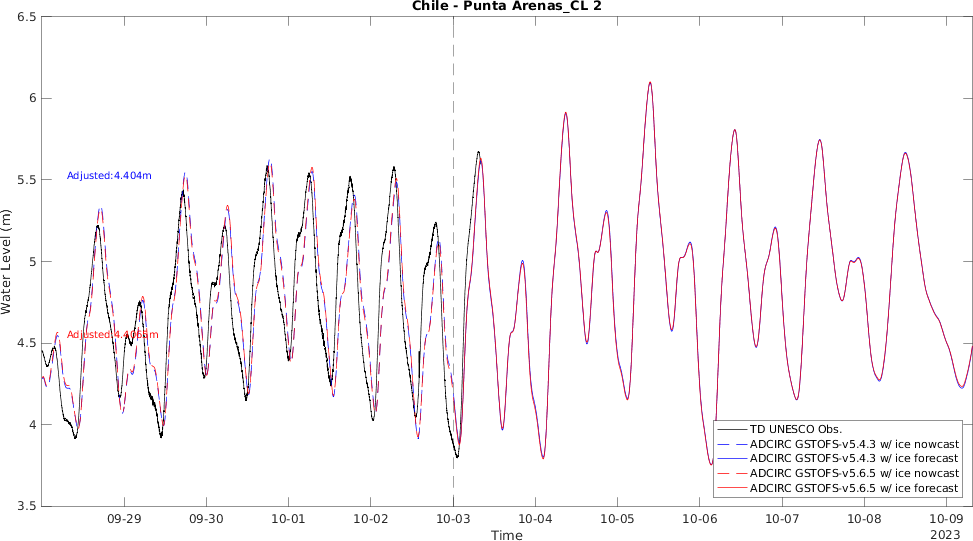 Chile - Punta Arenas_CL 2
Water Level (m)
6.5
6
5.5
5
4.5
4
3.5
Adjusted:4.404m
TD UNESCO Obs.
ADCIRC GSTOFS-v5.4.3 w/ ice nowcast
ADCIRC GSTOFS-v5.4.3 w/ ice forecast
ADCIRC GSTOFS-v5.6.5 w/ ice nowcast
ADCIRC GSTOFS-v5.6.5 w/ ice forecast
09-29 09-30 10-01 10-02 10-03 10-04 10-05 10-06 10-07 10-08 10-09
2023
Time